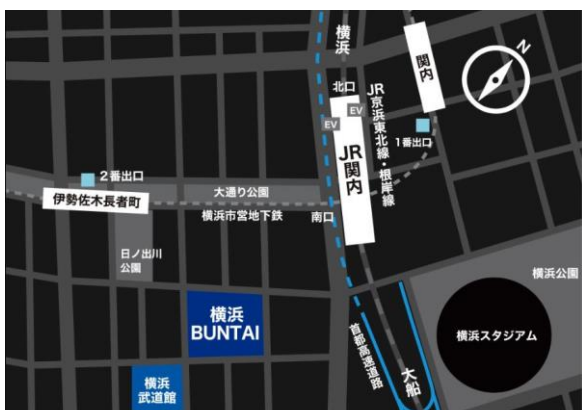 横浜
関内
N
北口
EV
EV
JR関内
JR京浜東北線・根岸線
1番出口
2番出口
伊勢佐木長者町
大通り公園
横浜市営地下鉄
南口
日ノ出川
公園
横浜公園
横浜
BUNTAI
首都高速道路
横浜スタジアム
大船
横浜
武道館